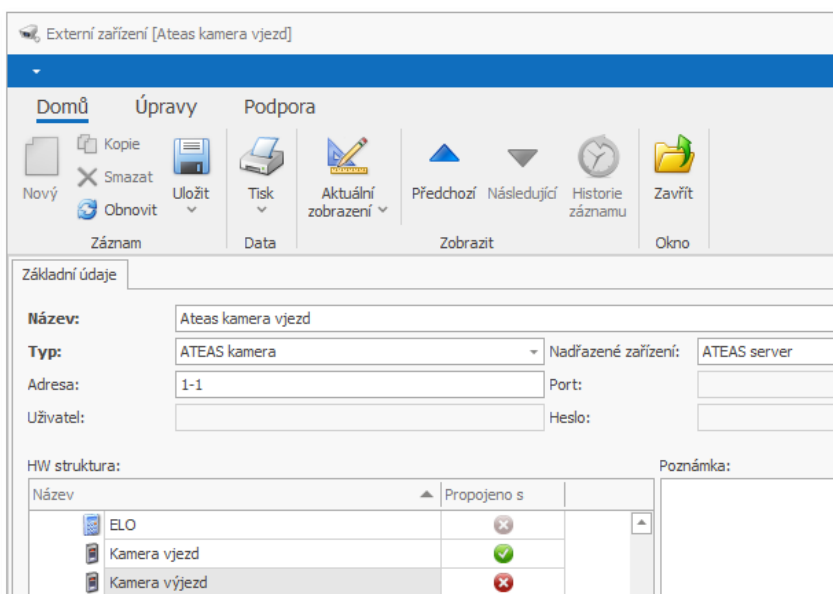 Externí zařízení [Ateas kamera vjezd]
Domů Úpravy Podpora
Nový
Kopie
Smazat
Obnovit
Uložit
Záznam
Tisk
Data
Aktuální
zobrazení
Předchozí
Následující
Historie
záznamu
Zobrazit
Zavřít
Okno
Základní údaje
Název: Ateas kamera vjezd
Typ: ATEAS kamera Nadřazené zařízení: ATEAS server
Adresa: 1-1 Port:
Uživatel: Heslo:
HW struktura: Poznámka:
Název Propojeno s
ELO
Kamera vjezd
Kamera výjezd